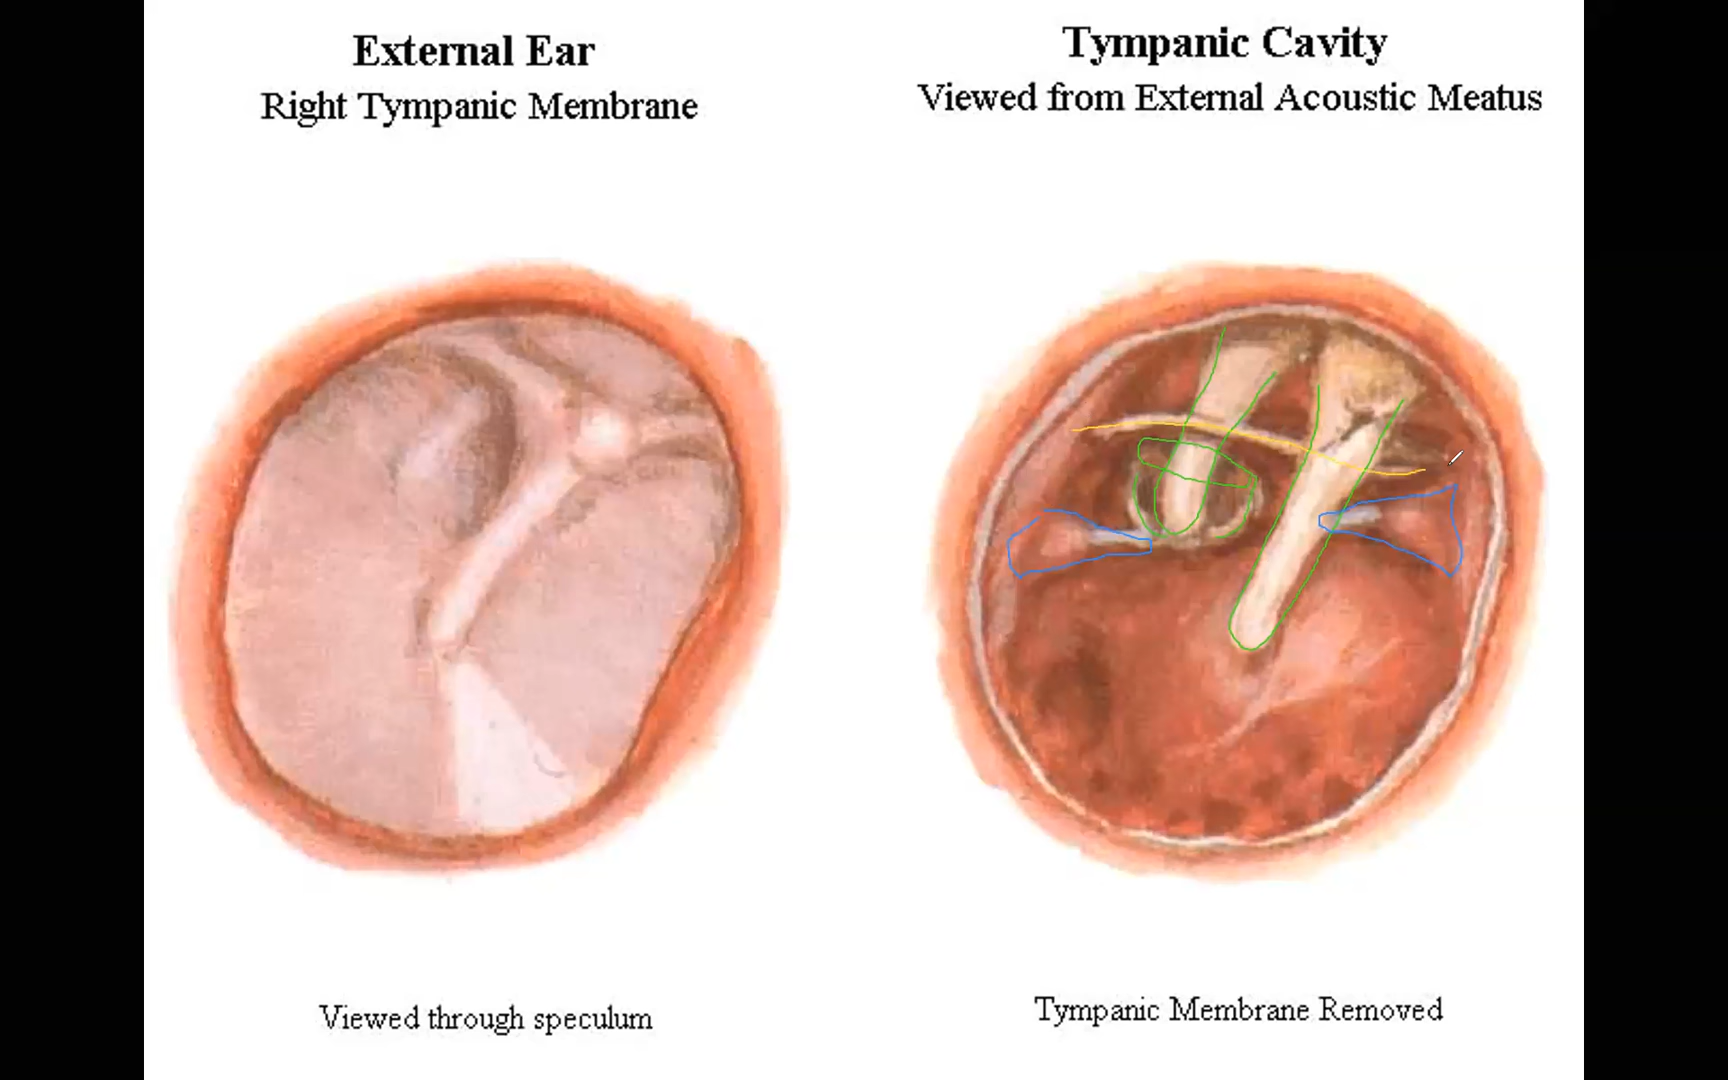 External Ear
Right Tympanic Membrane
Tympanic Cavity
Viewed from External Acoustic Meatus
Viewed through speculum
Tympanic Membrane Removed